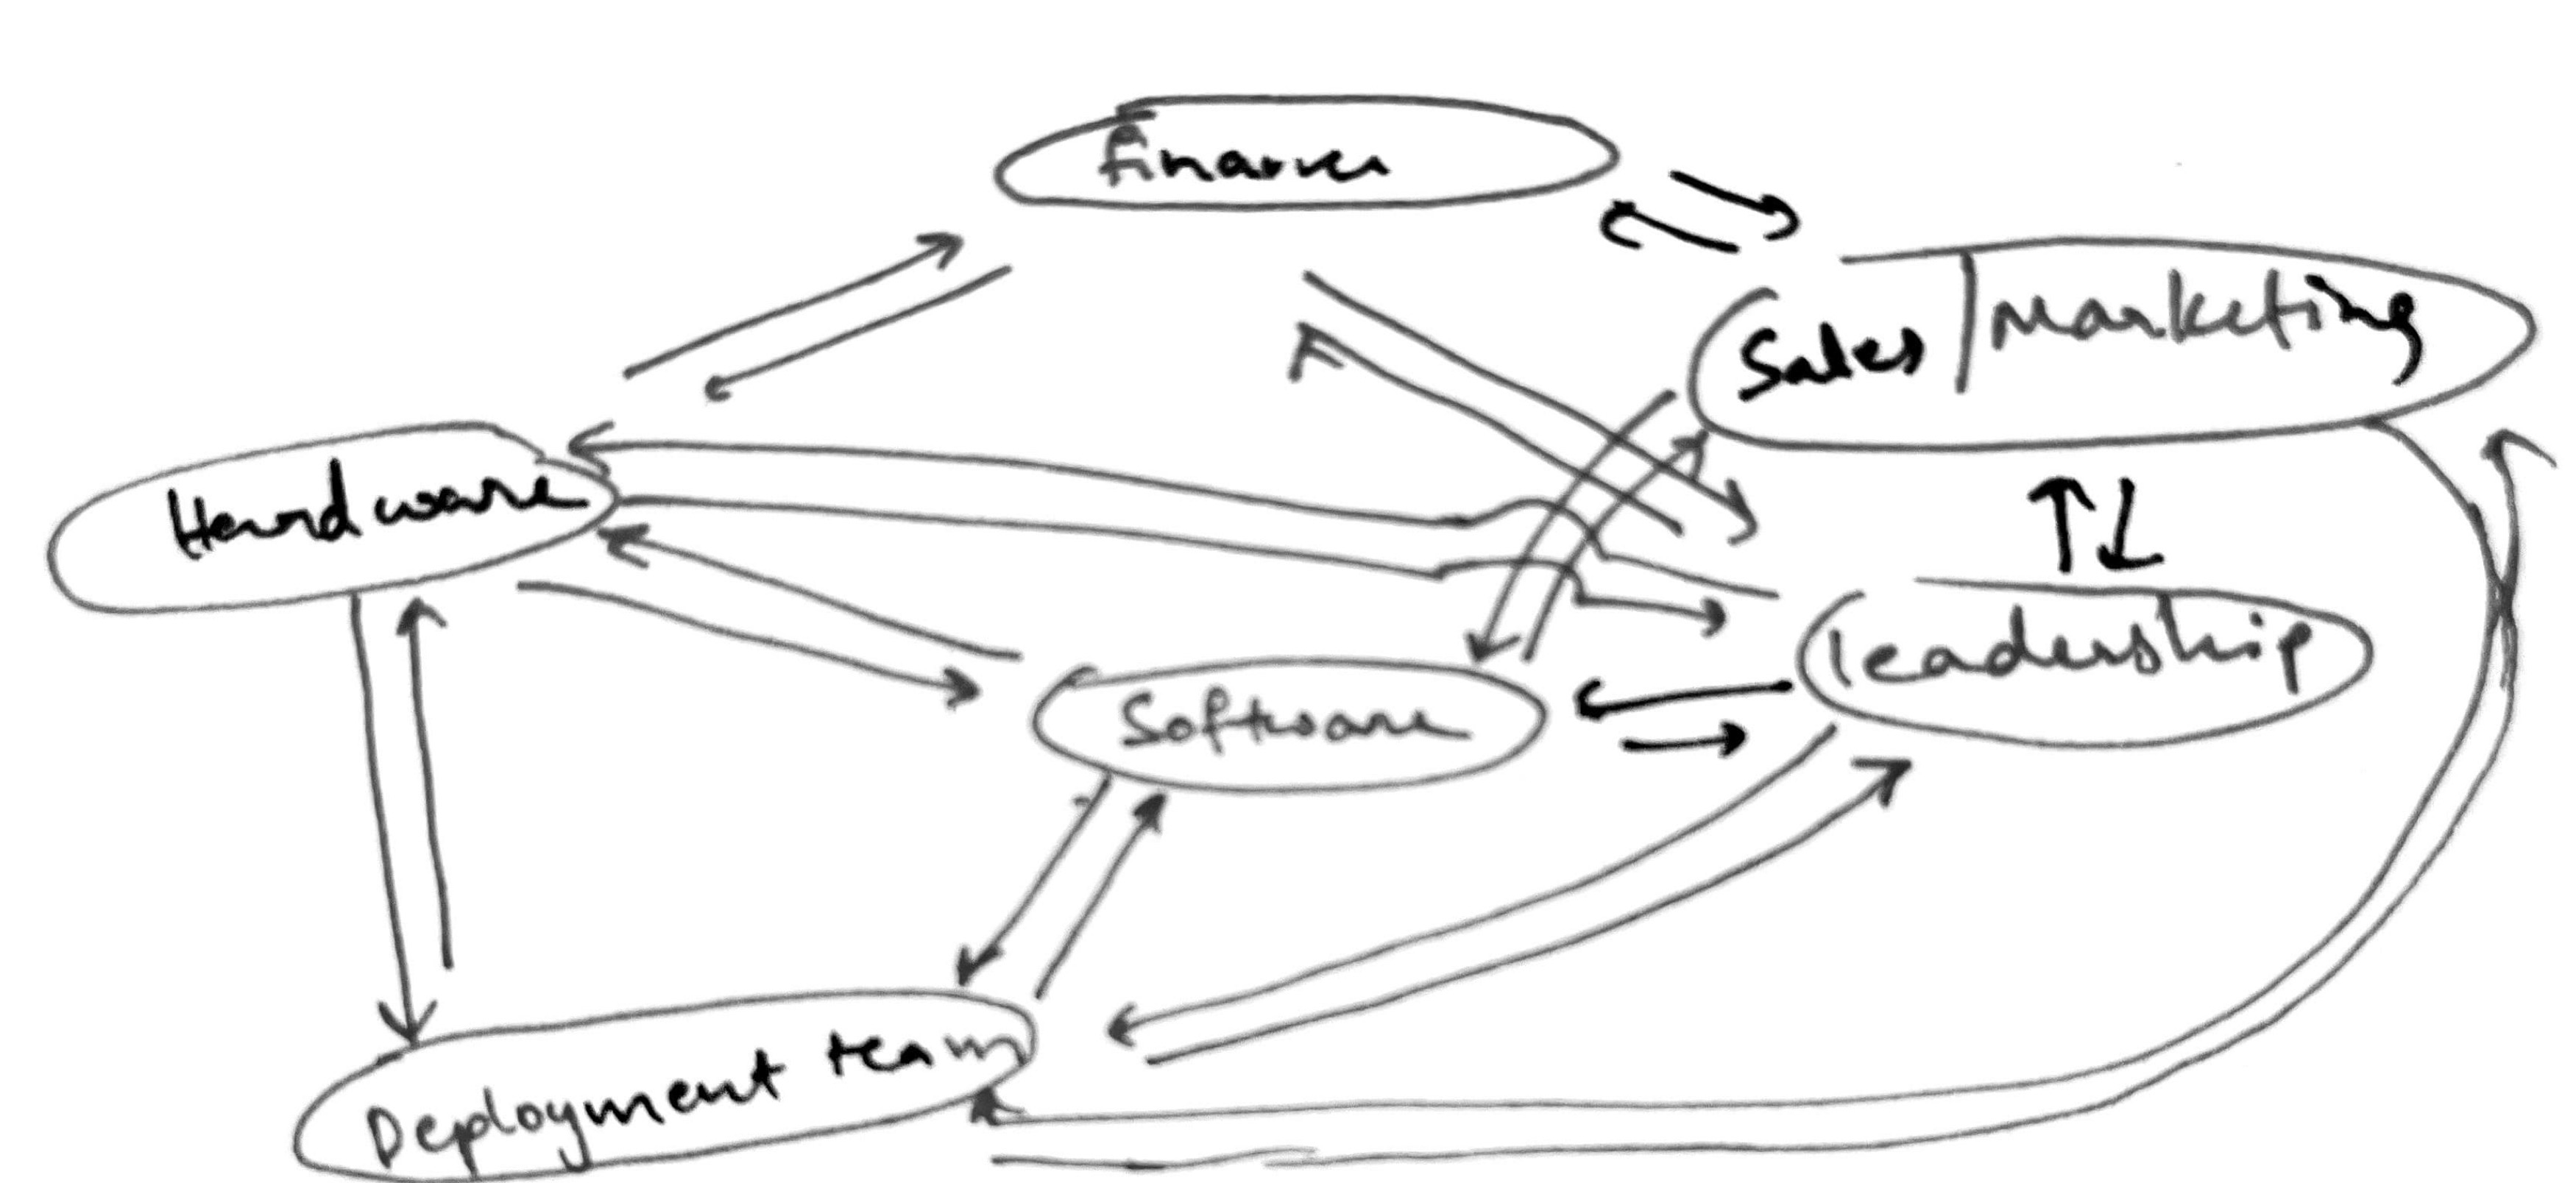 Finance
Sales | Marketing
Hardware
leadership
Software
Deployment team